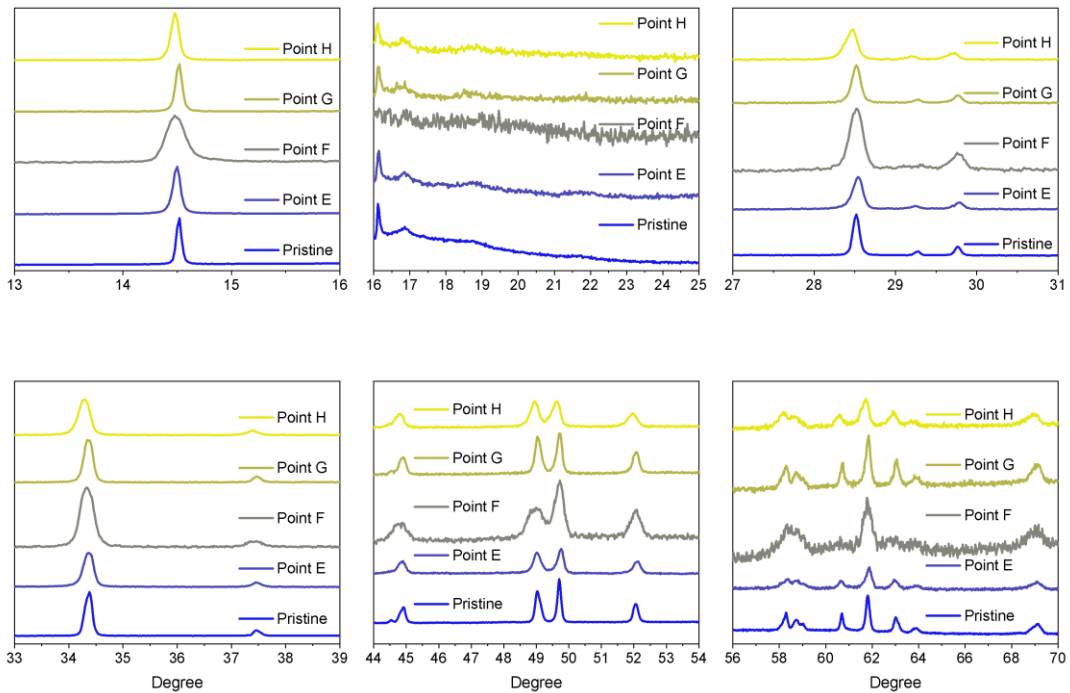 Point H
Point G
Point F
Point E
Pristine
13 14 15 16
Point H
Point G
Point F
Point E
Pristine
16 17 18 19 20 21 22 23 24 25
Point H
Point G
Point F
Point E
Pristine
27 28 29 30 31
Point H
Point G
Point F
Point E
Pristine
33 34 35 36 37 38 39
Degree
Point H
Point G
Point F
Point E
Pristine
44 45 46 47 48 49 50 51 52 53 54
Degree
Point H
Point G
Point F
Point E
Pristine
56 58 60 62 64 66 68 70
Degree